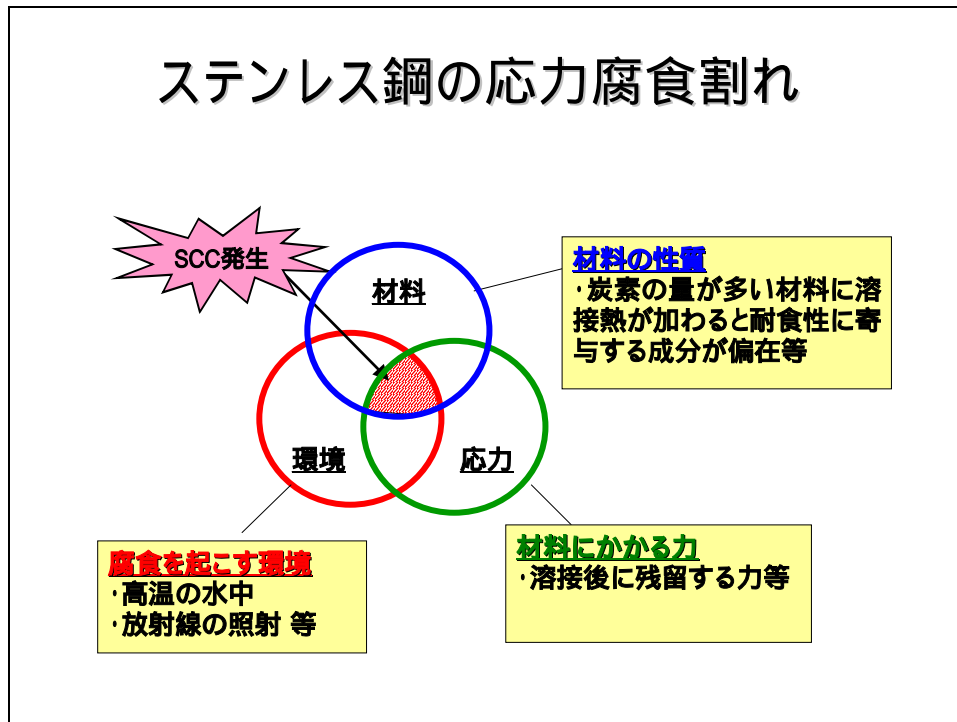 ステンレス鋼の応力腐食割れ
SCC発生
材料
材料の性質
・炭素の量が多い材料に溶
接熱が加わると耐食性に寄
与する成分が偏在等
環境
応力
腐食を起こす環境
・高温の水中
・放射線の照射 等
材料にかかる力
・溶接後に残留する力等